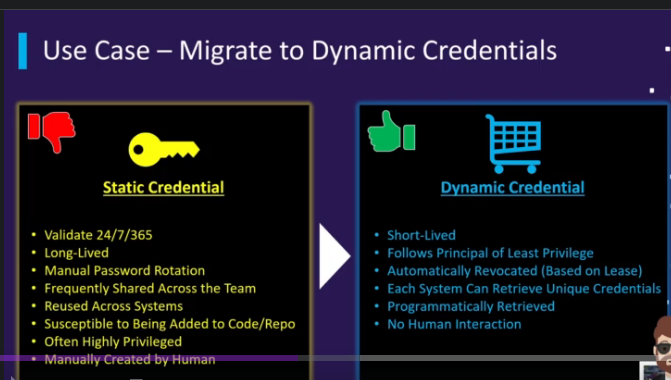 Use Case – Migrate to Dynamic Credentials
Static Credential
• Validate 24/7/365
• Long-Lived
• Manual Password Rotation
• Frequently Shared Across the Team
• Reused Across Systems
• Susceptible to Being Added to Code/Repo
• Often Highly Privileged
• Manually Created by Human
Dynamic Credential
• Short-Lived
• Follows Principal of Least Privilege
• Automatically Revocated (Based on Lease)
• Each System Can Retrieve Unique Credentials
• Programmatically Retrieved
• No Human Interaction